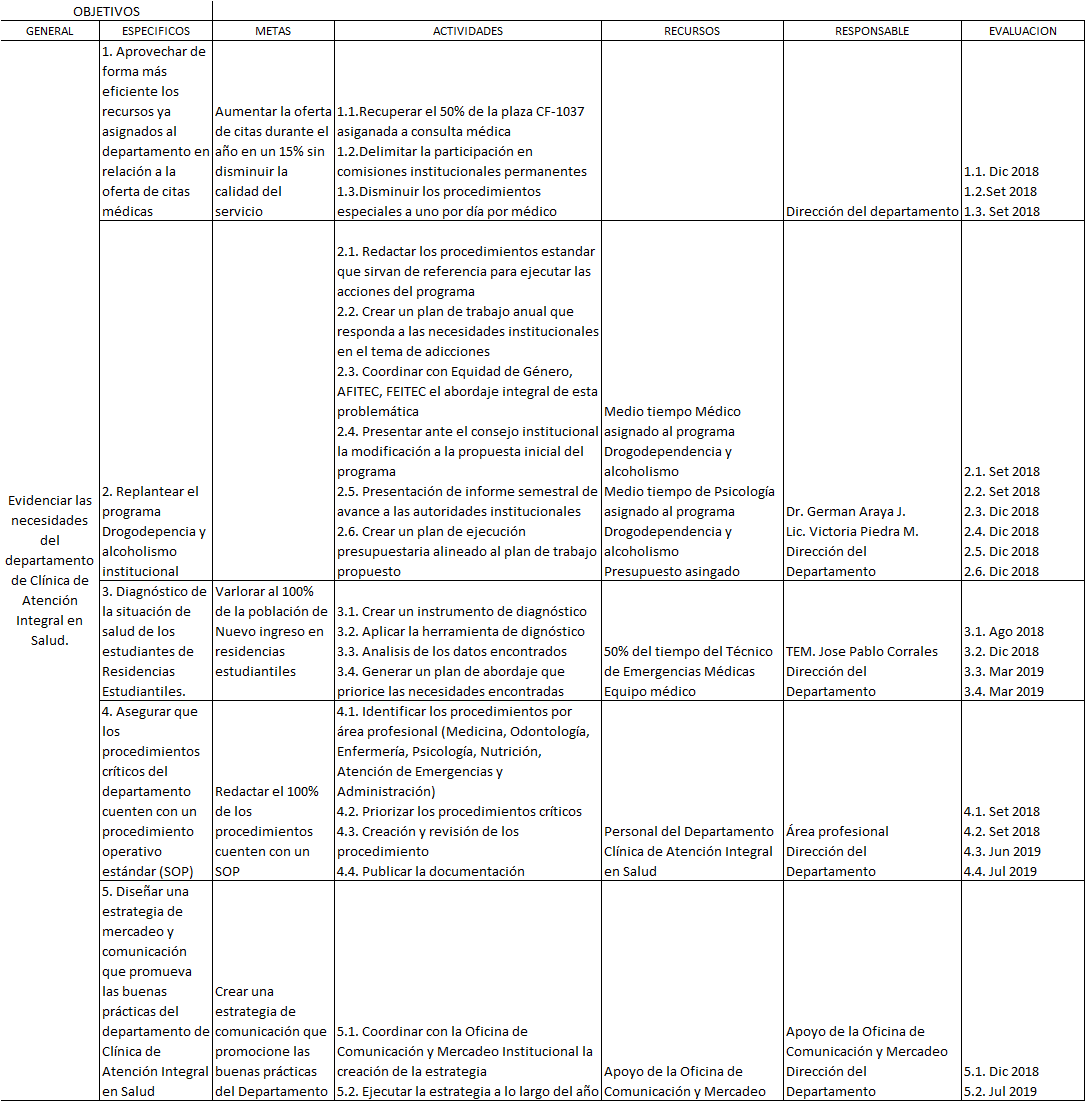 OBJETIVOS
GENERAL
ESPECIFICOS
METAS
ACTIVIDADES
RECURSOS
RESPONSABLE
EVALUACION
Evidenciar las
necesidades
del
departamento
de Clínica de
Atención
Integral en
Salud.
1. Aprovechar de
forma más
eficiente los
recursos ya
asignados al
departamento en
relación a la
oferta de citas
médicas
Aumentar la oferta
de citas durante el
año en un 15% sin
disminuir la
calidad del
servicio
1.1.Recuperar el 50% de la plaza CF-1037
asiganada a consulta médica
1.2.Delimitar la participación en
comisiones institucionales permanentes
1.3.Disminuir los procedimientos
especiales a uno por día por médico
Dirección del departamento
1.1. Dic 2018
1.2.Set 2018
1.3. Set 2018
2. Replantear el
programa
Drogodepencia y
alcoholismo
institucional
2.1. Redactar los procedimientos estandar
que sirvan de referencia para ejecutar las
acciones del programa
2.2. Crear un plan de trabajo anual que
responda a las necesidades institucionales
en el tema de adicciones
2.3. Coordinar con Equidad de Género,
AFITEC, FEITEC el abordaje integral de esta
problemática
2.4. Presentar ante el consejo institucional
la modificación a la propuesta inicial del
programa
2.5. Presentación de informe semestral de
avance a las autoridades institucionales
2.6. Crear un plan de ejecución
presupuestaria alineado al plan de trabajo
propuesto
Medio tiempo Médico
asignado al programa
Drogodependencia y
alcoholismo
Medio tiempo de Psicología
asignado al programa
Drogodependencia y
alcoholismo
Presupuesto asingado
Dr. German Araya J.
Lic. Victoria Piedra M.
Dirección del
Departamento
2.1. Set 2018
2.2. Set 2018
2.3. Dic 2018
2.4. Dic 2018
2.5. Dic 2018
2.6. Dic 2018
3. Diagnóstico de
la situación de
salud de los
estudiantes de
Residencias
Estudiantiles.
Varlorar al 100%
de la población de
Nuevo ingreso en
residencias
estudiantiles
3.1. Crear un instrumento de diagnóstico
3.2. Aplicar la herramienta de dignóstico
3.3. Analisis de los datos encontrados
3.4. Generar un plan de abordaje que
priorice las necesidades encontradas
50% del tiempo del Técnico
de Emergencias Médicas
Equipo médico
TEM. Jose Pablo Corrales
Dirección del
Departamento
3.1. Ago 2018
3.2. Dic 2018
3.3. Mar 2019
3.4. Mar 2019
4. Asegurar que
los
procedimientos
críticos del
departamento
cuenten con un
procedimiento
operativo
estándar (SOP)
Redactar el 100%
de los
procedimientos
cuenten con un
SOP
4.1. Identificar los procedimientos por
área profesional (Medicina, Odontología,
Enfermería, Psicología, Nutrición,
Atención de Emergencias y
Administración)
4.2. Priorizar los procedimientos críticos
4.3. Creación y revisión de los
procedimiento
4.4. Publicar la documentación
Personal del Departamento
Clínica de Atención Integral
en Salud
Área profesional
Dirección del
Departamento
4.1. Set 2018
4.2. Set 2018
4.3. Jun 2019
4.4. Jul 2019
5. Diseñar una
estrategia de
mercadeo y
comunicación
que promueva
las buenas
prácticas del
departamento de
Clínica de
Atención Integral
en Salud
Crear una
estrategia de
comunicación que
promocione las
buenas prácticas
del Departamento
5.1. Coordinar con la Oficina de
Comunicación y Mercadeo Institucional la
creación de la estrategia
5.2. Ejecutar la estrategia a lo largo del año
Apoyo de la Oficina de
Comunicación y Mercadeo
Apoyo de la Oficina de
Comunicación y Mercadeo
Dirección del
Departamento
5.1. Dic 2018
5.2. Jul 2019